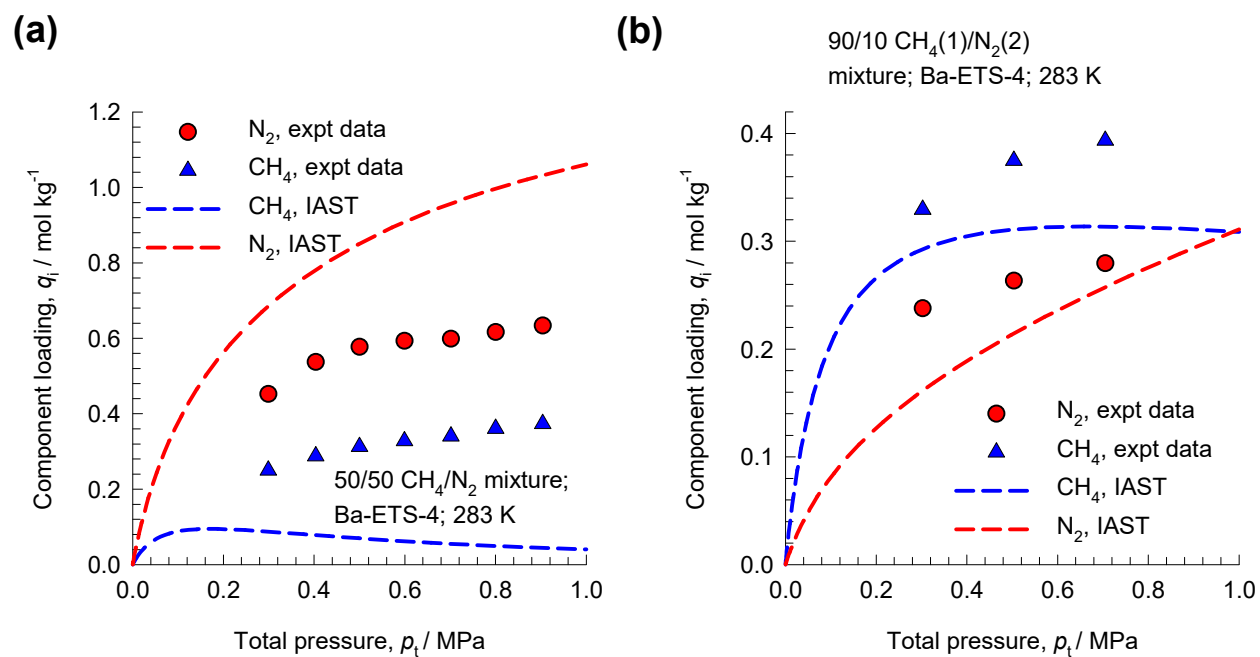 (a)
Component loading, qᵢ / mol kg⁻¹
1.2
1.0
0.8
0.6
0.4
0.2
0.0
N₂, expt data
CH₄, expt data
CH₄, IAST
N₂, IAST
50/50 CH₄/N₂ mixture;
Ba-ETS-4; 283 K
0.0 0.2 0.4 0.6 0.8 1.0
Total pressure, pₜ / MPa
(b)
90/10 CH₄(1)/N₂(2)
mixture; Ba-ETS-4; 283 K
Component loading, qᵢ / mol kg⁻¹
0.4
0.3
0.2
0.1
0.0
N₂, expt data
CH₄, expt data
CH₄, IAST
N₂, IAST
0.0 0.2 0.4 0.6 0.8 1.0
Total pressure, pₜ / MPa